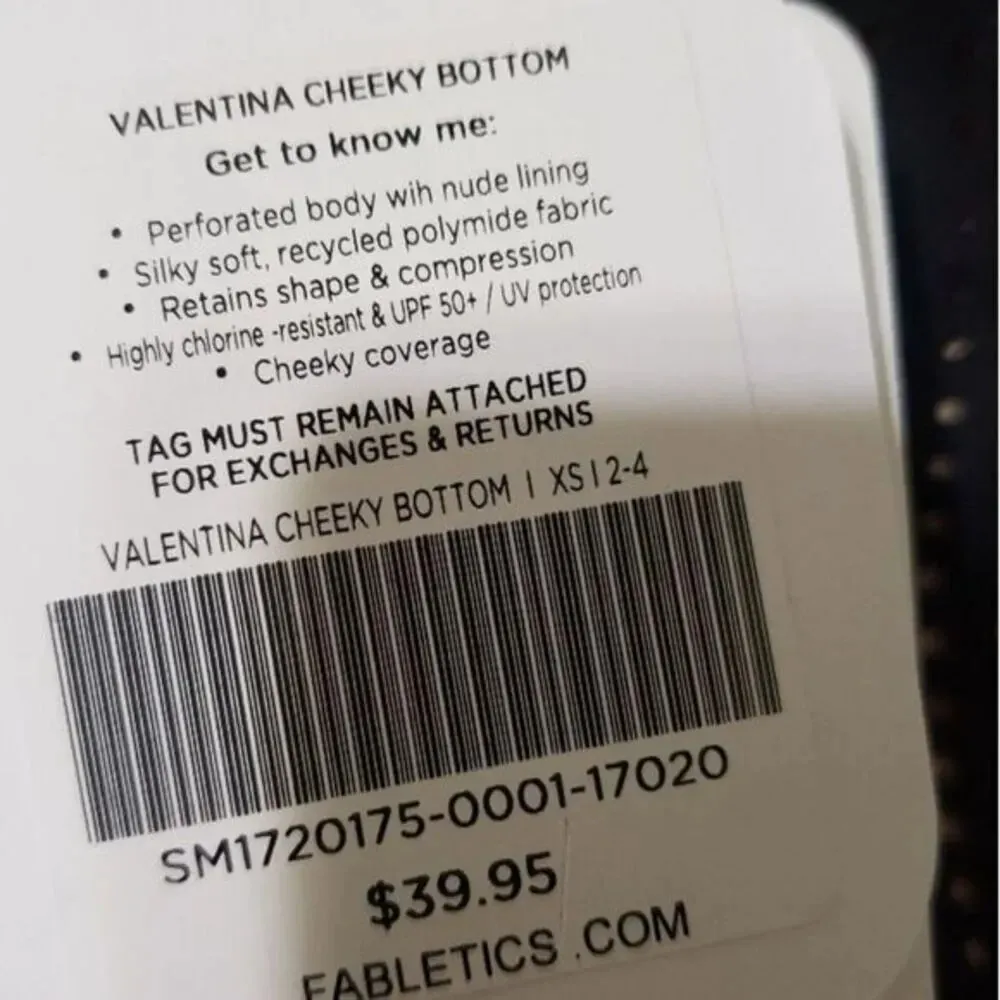 VALENTINA CHEEKY BOTTOM
Get to know me:
• Perforated body wih nude lining
• Silky soft, recycled polymide fabric
• Retains shape & compression
• Highly chlorine -resistant & UPF 50+ / UV protection
• Cheeky coverage
TAG MUST REMAIN ATTACHED
FOR EXCHANGES & RETURNS
VALENTINA CHEEKY BOTTOM | XS | 2-4
SM1720175-0001-17020
$39.95
FABLETICS .COM